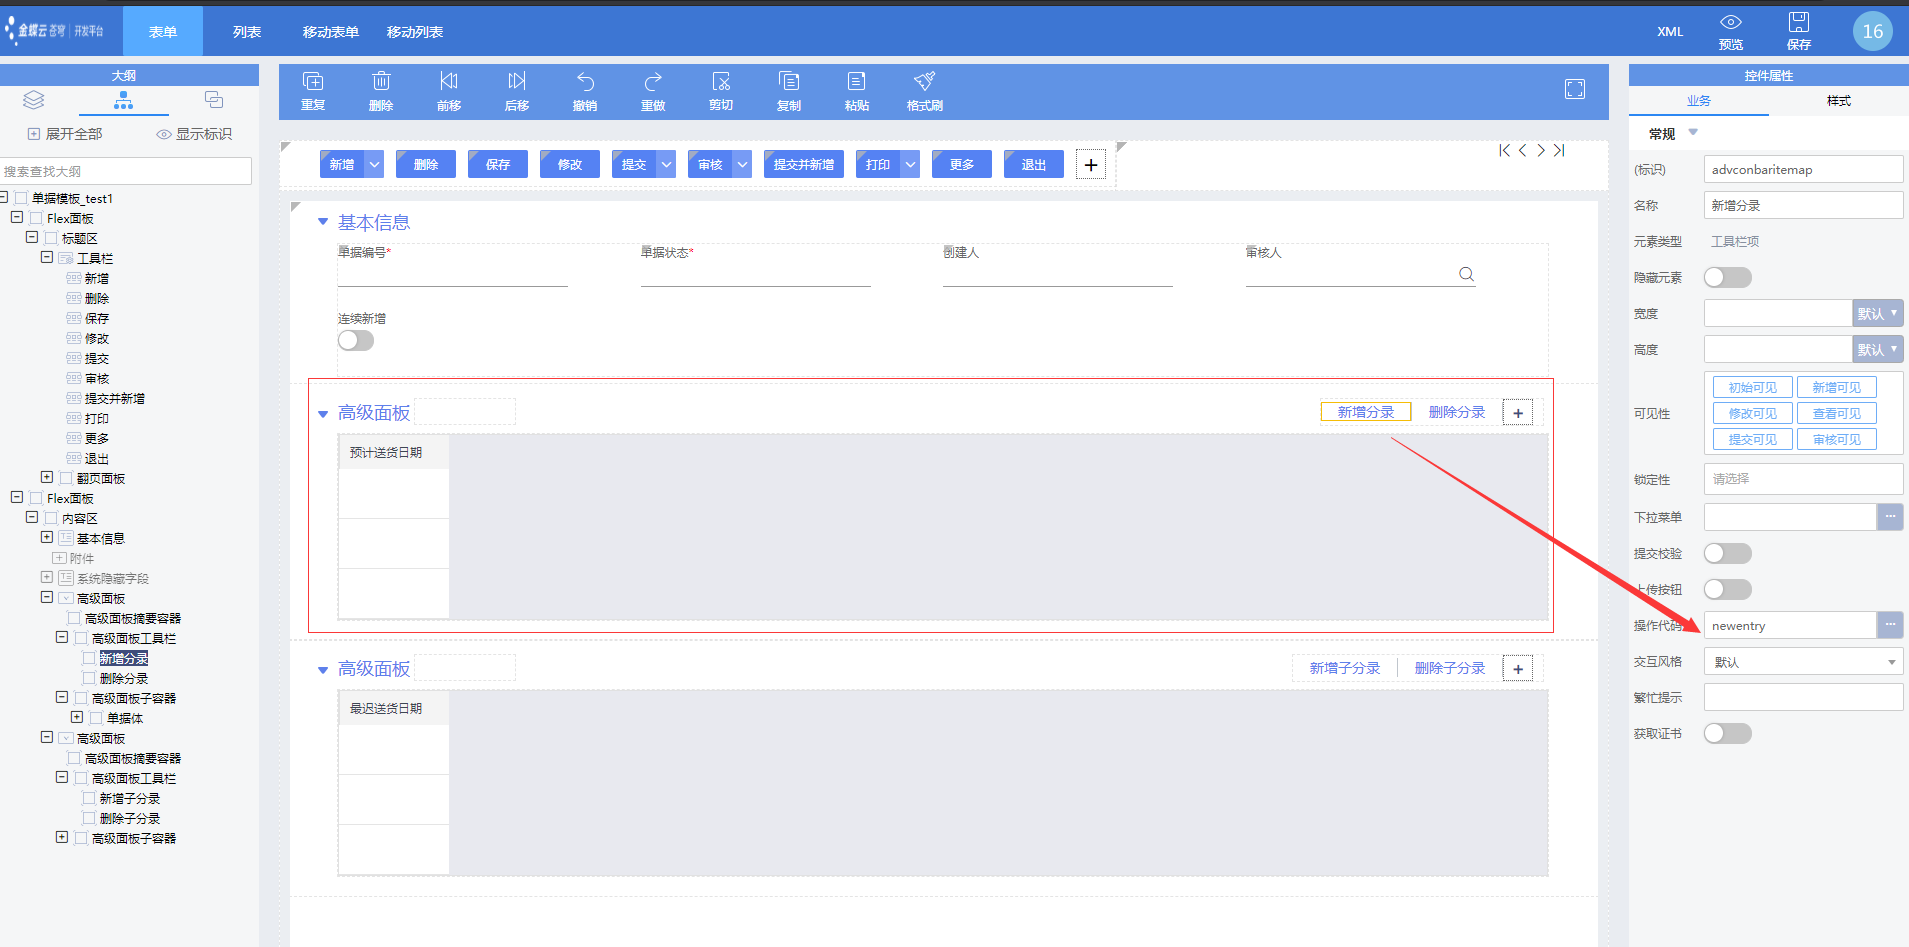 金蝶云 苍穹 | 开发平台
表单 列表 移动表单 移动列表
XML 预览 保存 16
大纲
展开全部 显示标识
搜索查找大纲
单据模板_test1
Flex面板
标题区
工具栏
新增
删除
保存
修改
提交
审核
提交并新增
打印
更多
退出
翻页面板
Flex面板
内容区
基本信息
附件
系统隐藏字段
高级面板
高级面板摘要容器
高级面板工具栏
新增分录
删除分录
高级面板子容器
单据体
高级面板
高级面板摘要容器
高级面板工具栏
新增子分录
删除子分录
高级面板子容器
重复 删除 前移 后移 撤销 重做 剪切 复制 粘贴 格式刷
新增 删除 保存 修改 提交 审核 提交并新增 打印 更多 退出 +
基本信息
单据编号* 单据状态* 创建人 审核人
连续新增
高级面板 新增分录 删除分录 +
预计送货日期
高级面板 新增子分录 删除子分录 +
最迟送货日期
控件属性
业务 样式
常规
(标识) advconbaritemap
名称 新增分录
元素类型 工具栏项
隐藏元素
宽度 默认
高度 默认
可见性
初始可见 新增可见
修改可见 查看可见
提交可见 审核可见
锁定性 请选择
下拉菜单 ...
提交校验
上传按钮
操作代码 newentry ...
交互风格 默认
繁忙提示
获取证书